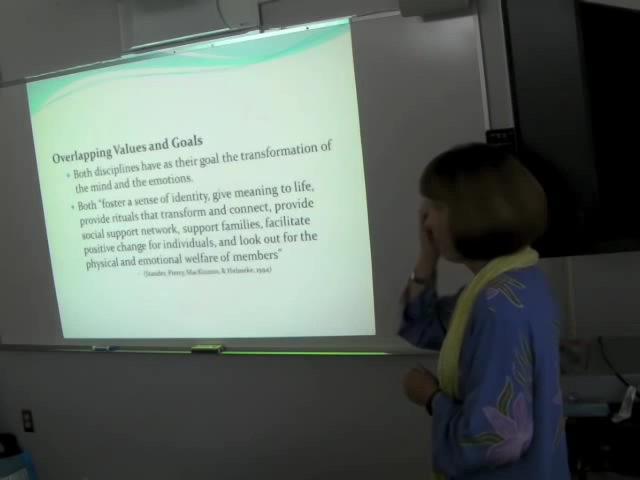 Overlapping Values and Goals
Both disciplines have as their goal the transformation of
the mind and the emotions.
Both "foster a sense of identity, give meaning to life,
provide rituals that transform and connect, provide
social support network, support families, facilitate
positive change for individuals, and look out for the
physical and emotional welfare of members"
(Stander, Piercy, MacKinnon, & Helmeke, 1994)